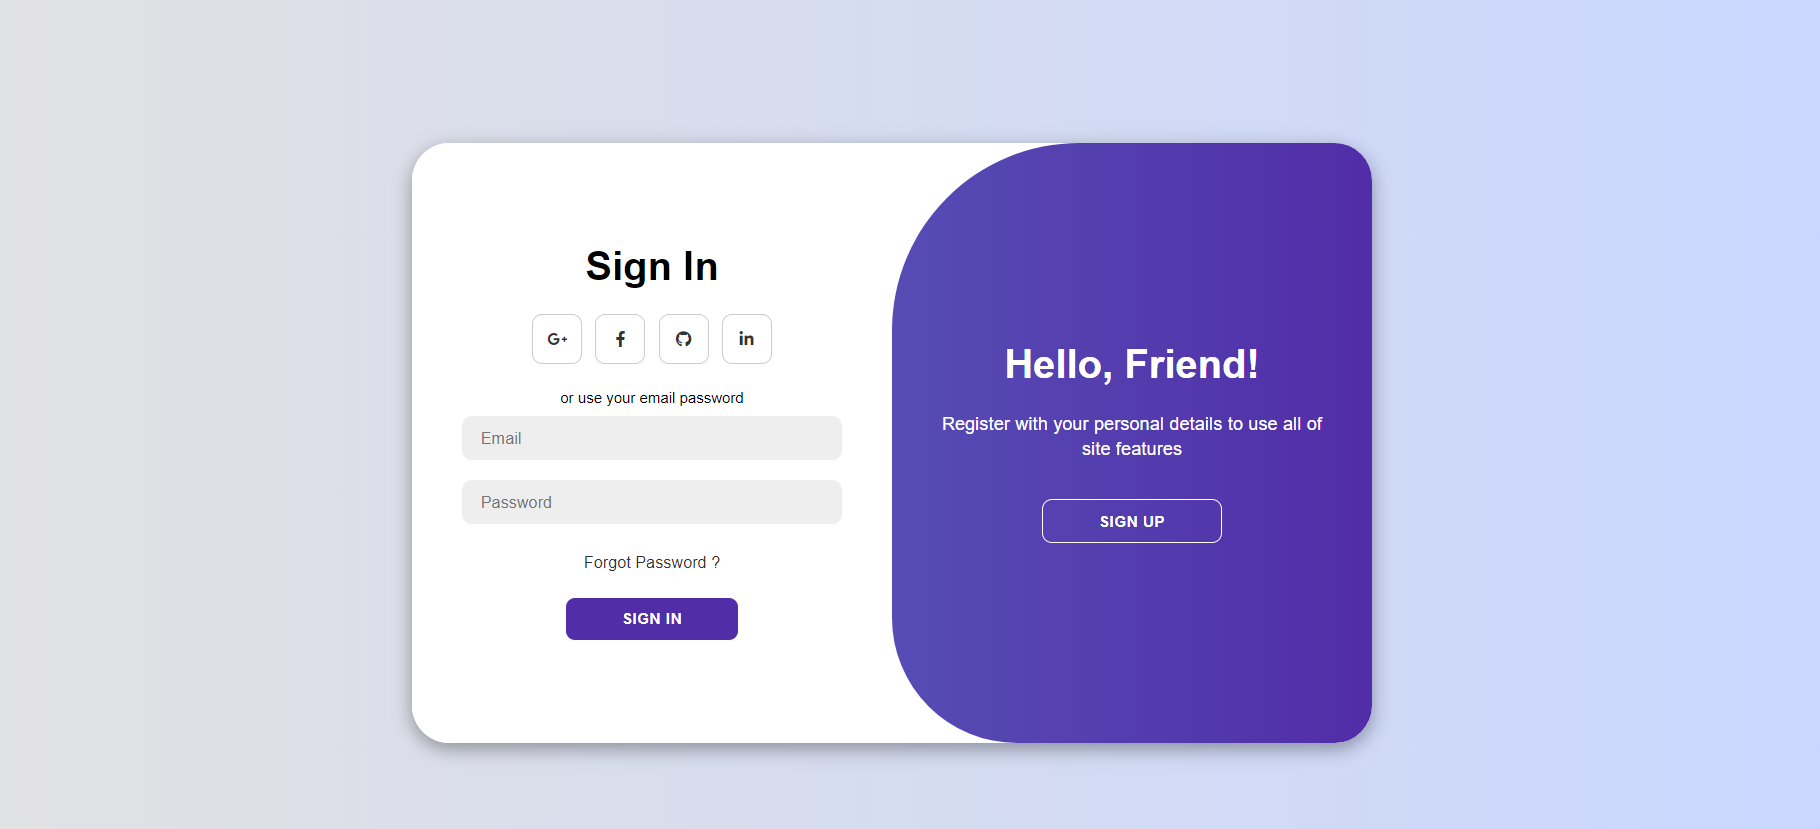 Sign In
G+
f
in
or use your email password
Email
Password
Forgot Password ?
SIGN IN
Hello, Friend!
Register with your personal details to use all of
site features
SIGN UP